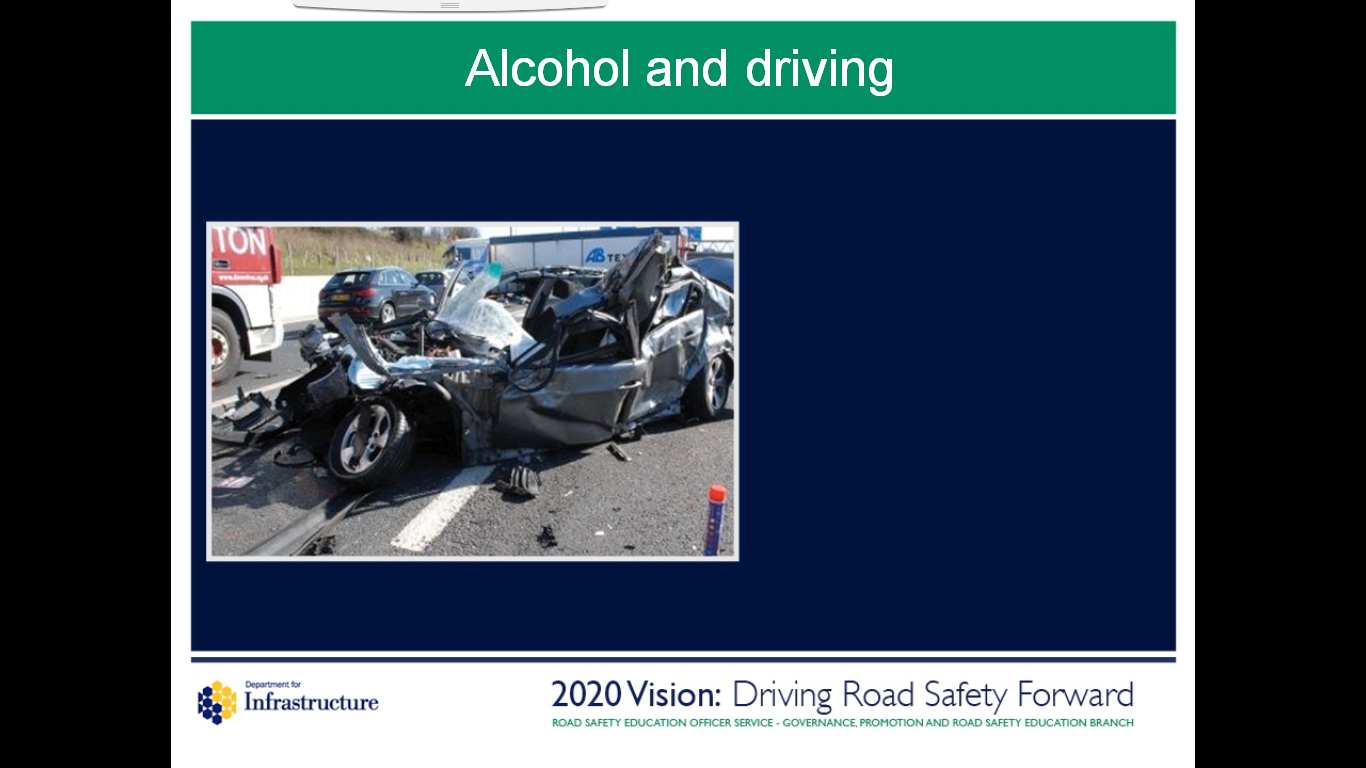 Alcohol and driving
TON
AB TEX
Department for
Infrastructure
2020 Vision: Driving Road Safety Forward
ROAD SAFETY EDUCATION OFFICER SERVICE - GOVERNANCE, PROMOTION AND ROAD SAFETY EDUCATION BRANCH